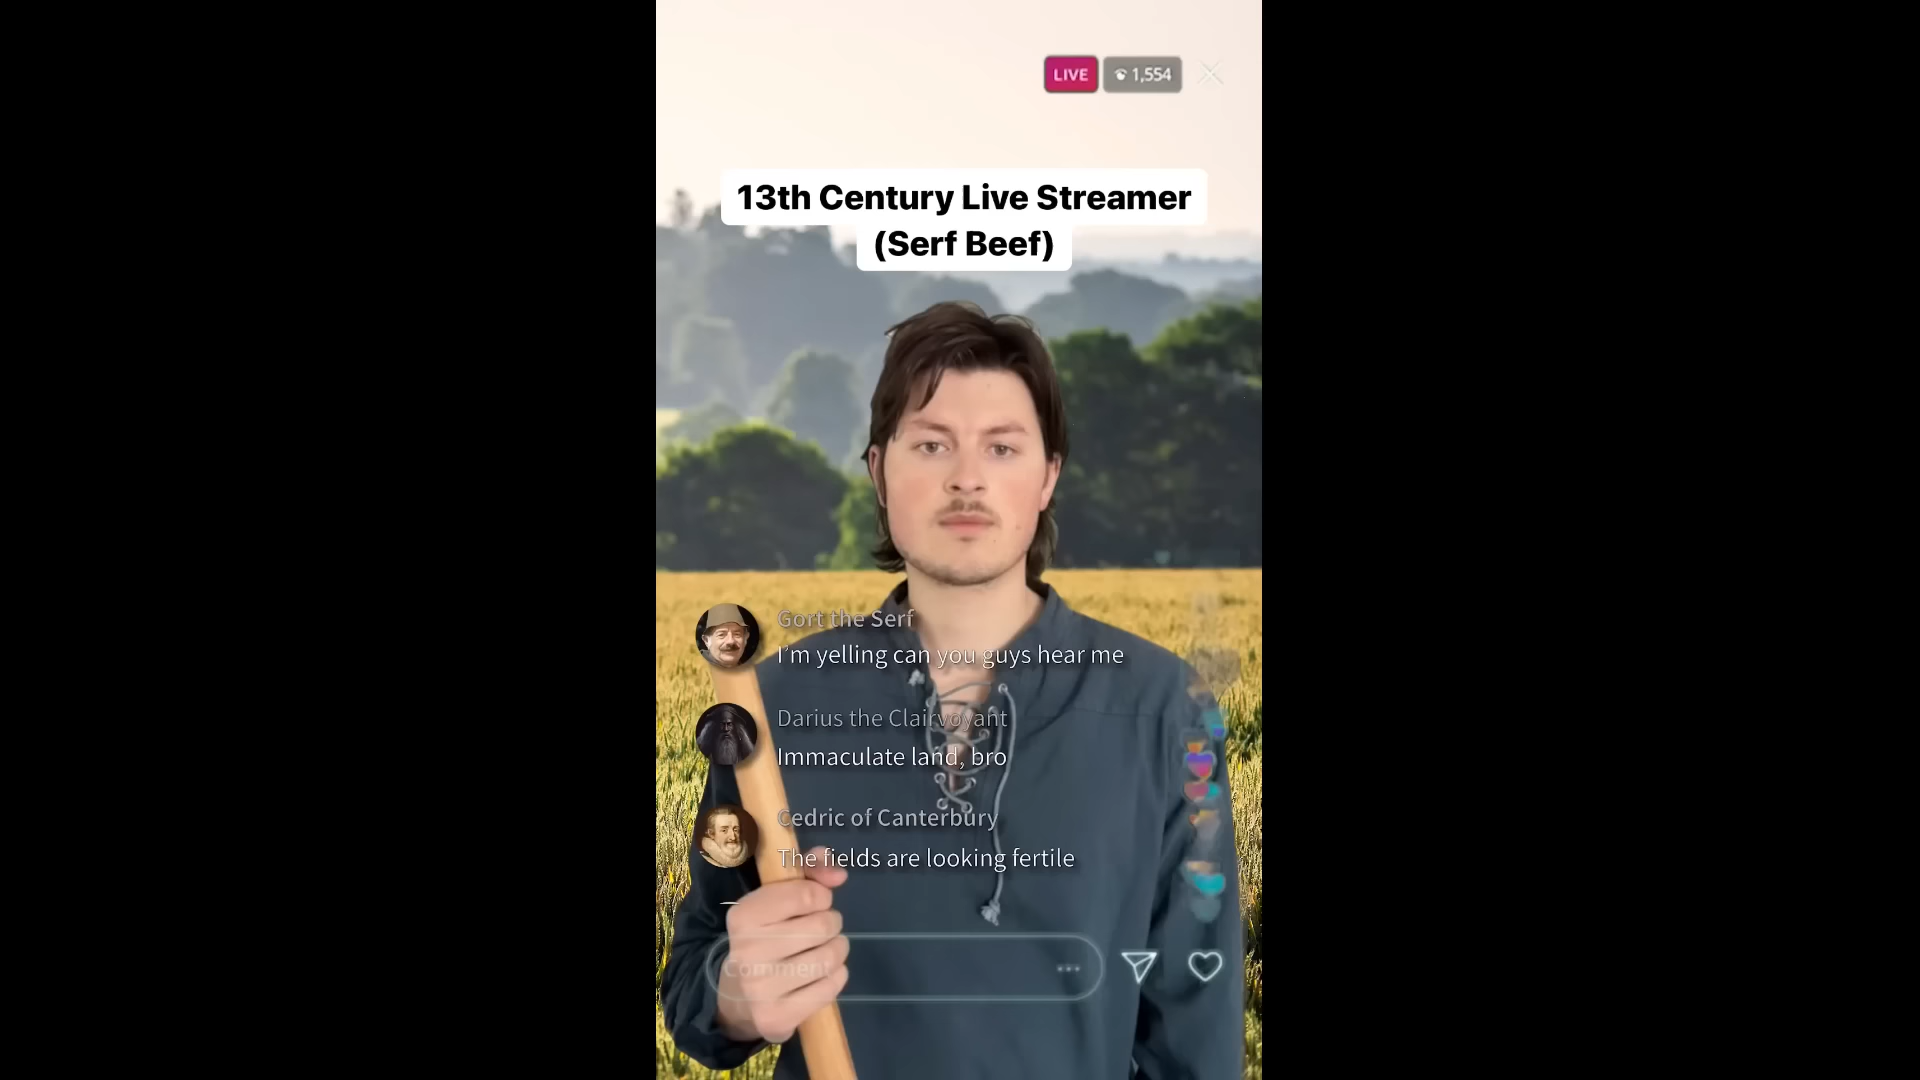 LIVE 1,554
13th Century Live Streamer
(Serf Beef)
Gort the Serf
I'm yelling can you guys hear me
Darius the Clairvoyant
Immaculate land, bro
Cedric of Canterbury
The fields are looking fertile
Comment